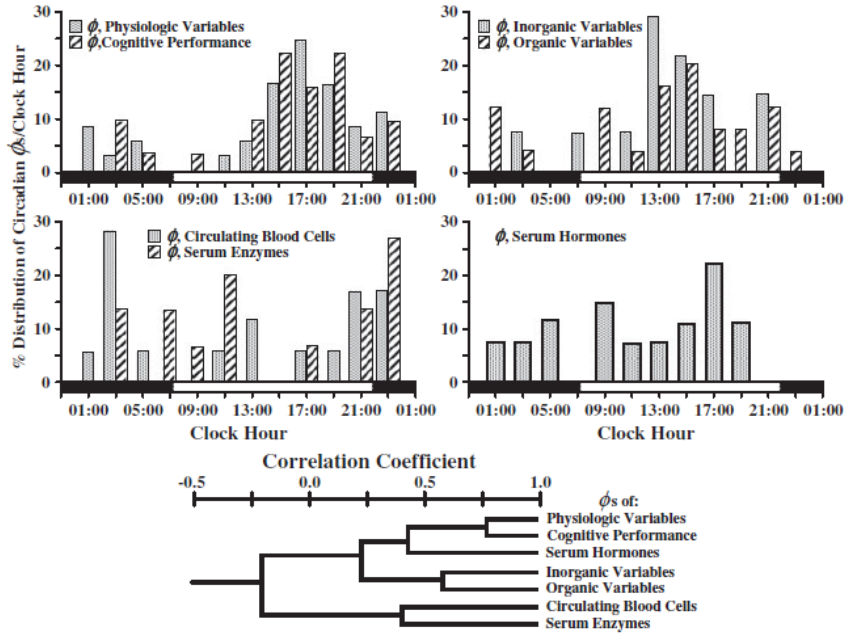 % Distribution of Circadian ϕs/Clock Hour
30
20
10
0
ϕ, Physiologic Variables
ϕ,Cognitive Performance
01:00 05:00 09:00 13:00 17:00 21:00 01:00
30
20
10
0
ϕ, Inorganic Variables
ϕ, Organic Variables
01:00 05:00 09:00 13:00 17:00 21:00 01:00
30
20
10
0
ϕ, Circulating Blood Cells
ϕ, Serum Enzymes
01:00 05:00 09:00 13:00 17:00 21:00 01:00
Clock Hour
30
20
10
0
ϕ, Serum Hormones
01:00 05:00 09:00 13:00 17:00 21:00 01:00
Clock Hour
Correlation Coefficient
-0.5 0.0 0.5 1.0
ϕs of:
Physiologic Variables
Cognitive Performance
Serum Hormones
Inorganic Variables
Organic Variables
Circulating Blood Cells
Serum Enzymes